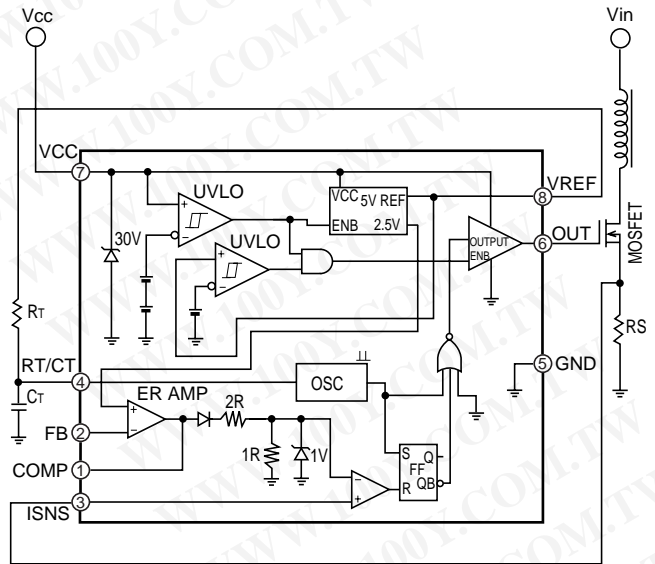 Vcc
Vin
WWW.100Y.COM.TW
VCC
7
UVLO
VCC 5V REF
ENB 2.5V
8
VREF
30V
UVLO
OUTPUT
ENB
6
OUT
MOSFET
RT
RS
RT/CT
4
OSC
5
GND
CT
ER AMP
2R
FB
2
1R
1V
S
Q
FF
R
QB
COMP
1
3
ISNS
+
−
+
−
+
−
−
+